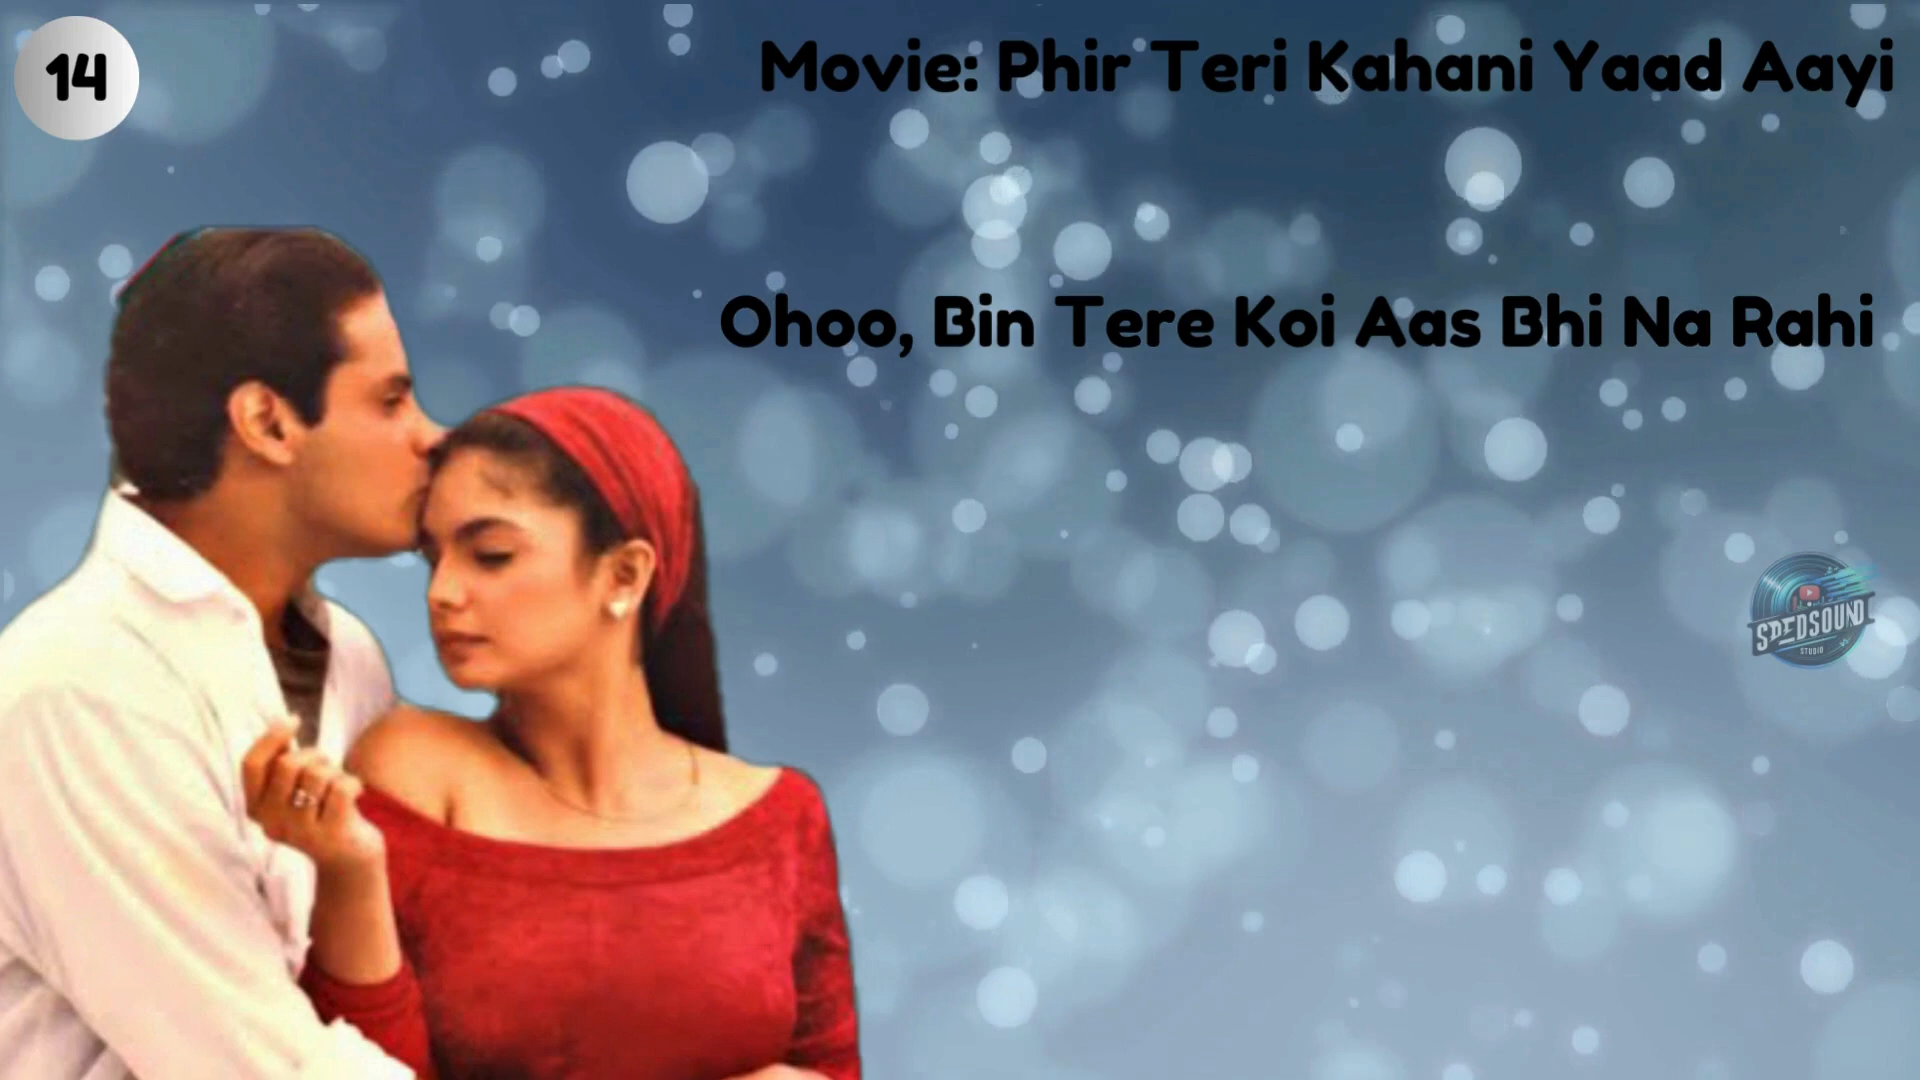 14
Movie: Phir Teri Kahani Yaad Aayi
Ohoo, Bin Tere Koi Aas Bhi Na Rahi
SPEDSOUND
STUDIO